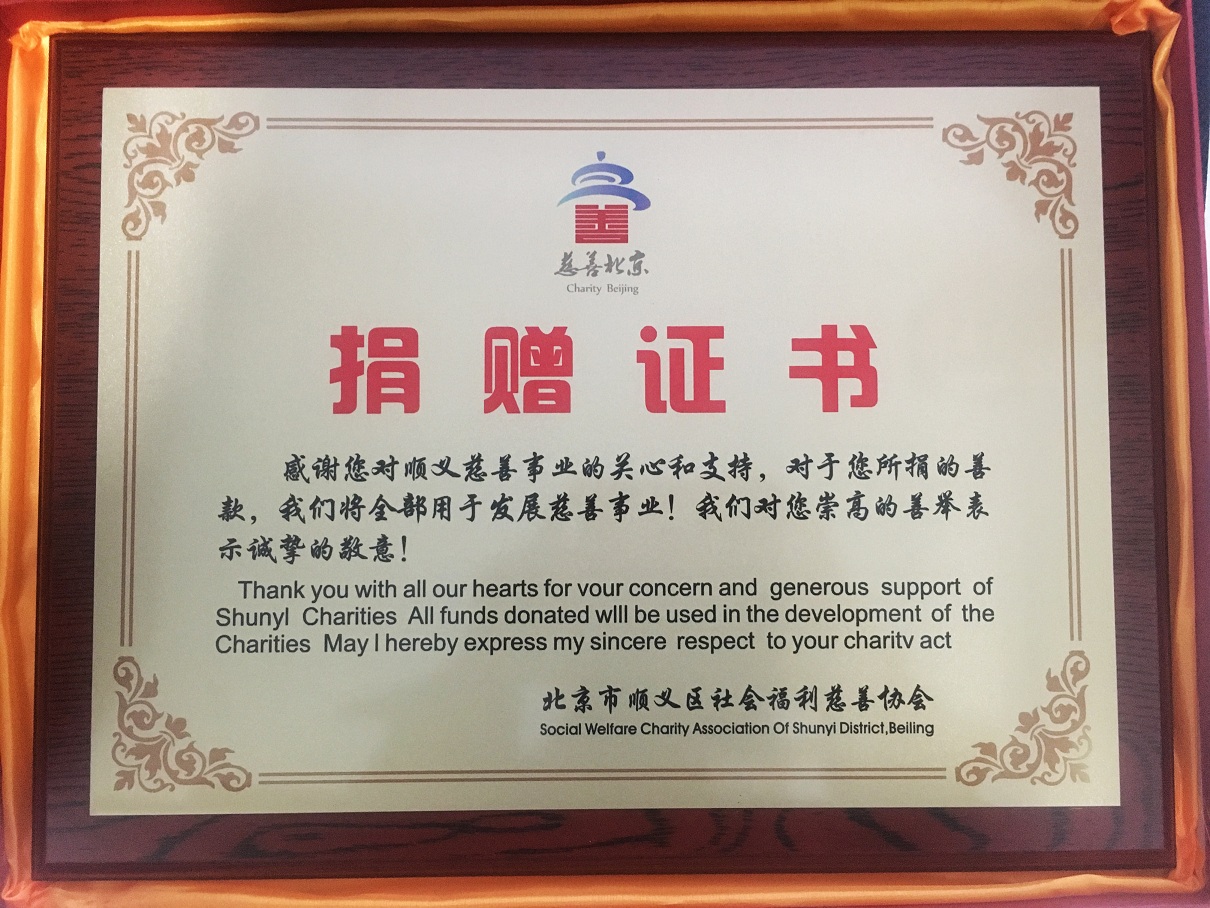 善
慈善北京
Charity Beijing
捐赠证书
感谢您对顺义慈善事业的关心和支持，对于您所捐的善
款，我们将全部用于发展慈善事业！我们对您崇高的善举表
示诚挚的敬意！
Thank you with all our hearts for vour concern and generous support of
Shunyl Charities All funds donated wlll be used in the development of the
Charities May I hereby express my sincere respect to your charitv act
北京市顺义区社会福利慈善协会
Social Welfare Charity Association Of Shunyi District,Beiling